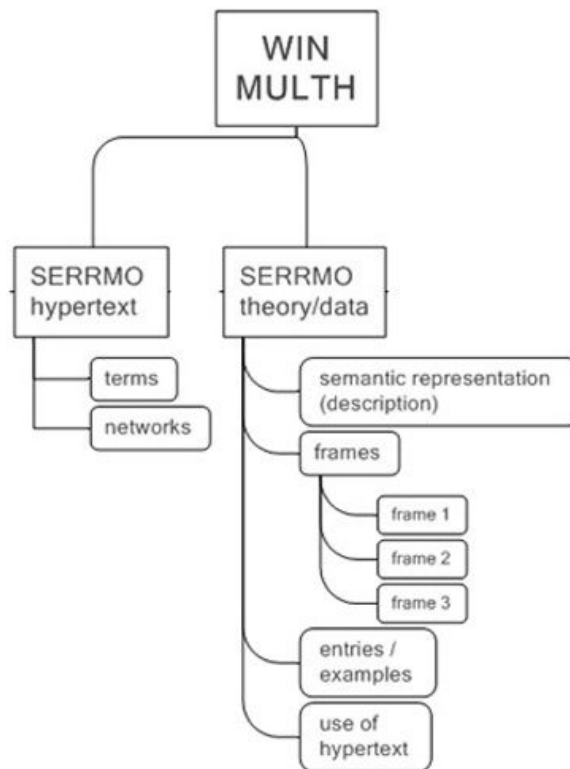 WIN
MULTH
SERRMO
hypertext
terms
networks
SERRMO
theory/data
semantic representation
(description)
frames
frame 1
frame 2
frame 3
entries /
examples
use of
hypertext